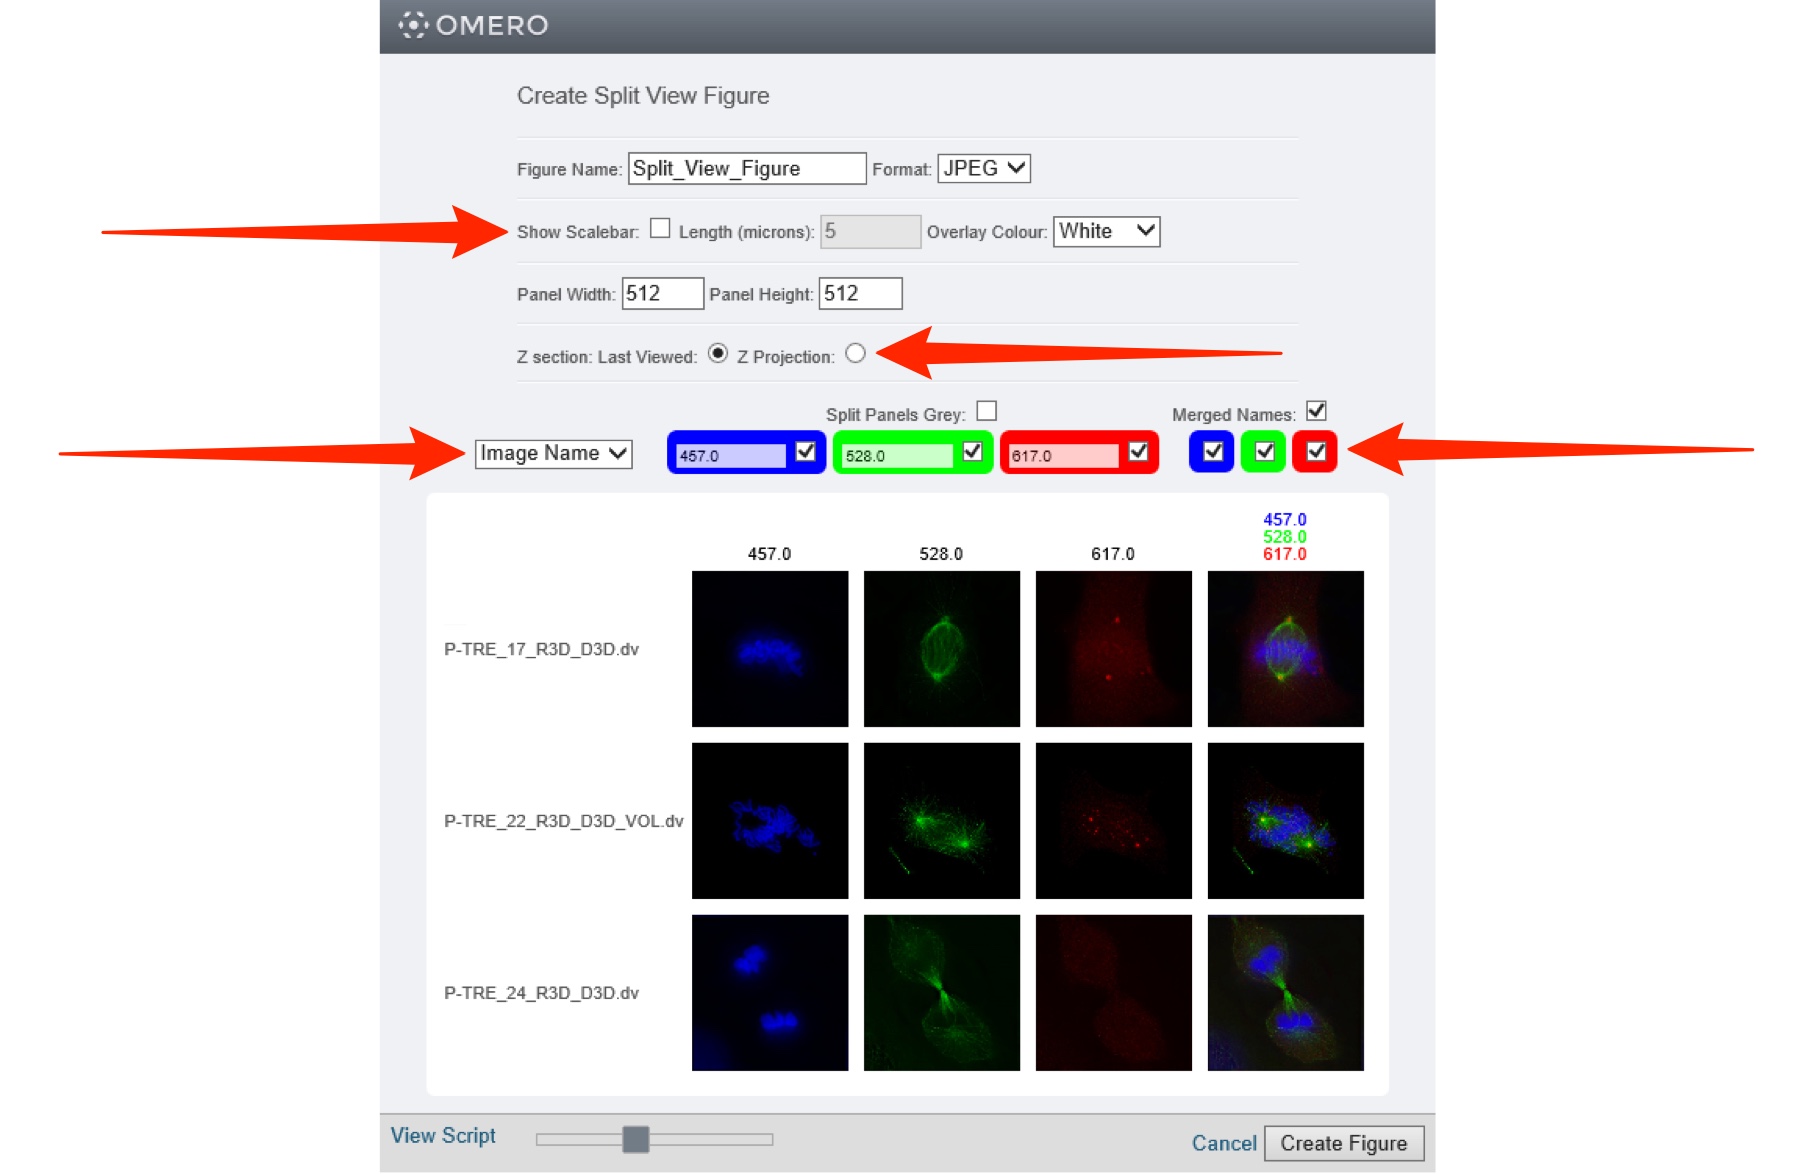 OMERO
Create Split View Figure
Figure Name: Split_View_Figure Format: JPEG
Show Scalebar: Length (microns): 5 Overlay Colour: White
Panel Width: 512 Panel Height: 512
Z section: Last Viewed: Z Projection:
Split Panels Grey: Merged Names:
Image Name 457.0 528.0 617.0
457.0
528.0
457.0 528.0 617.0 617.0
P-TRE_17_R3D_D3D.dv
P-TRE_22_R3D_D3D_VOL.dv
P-TRE_24_R3D_D3D.dv
View Script Cancel Create Figure